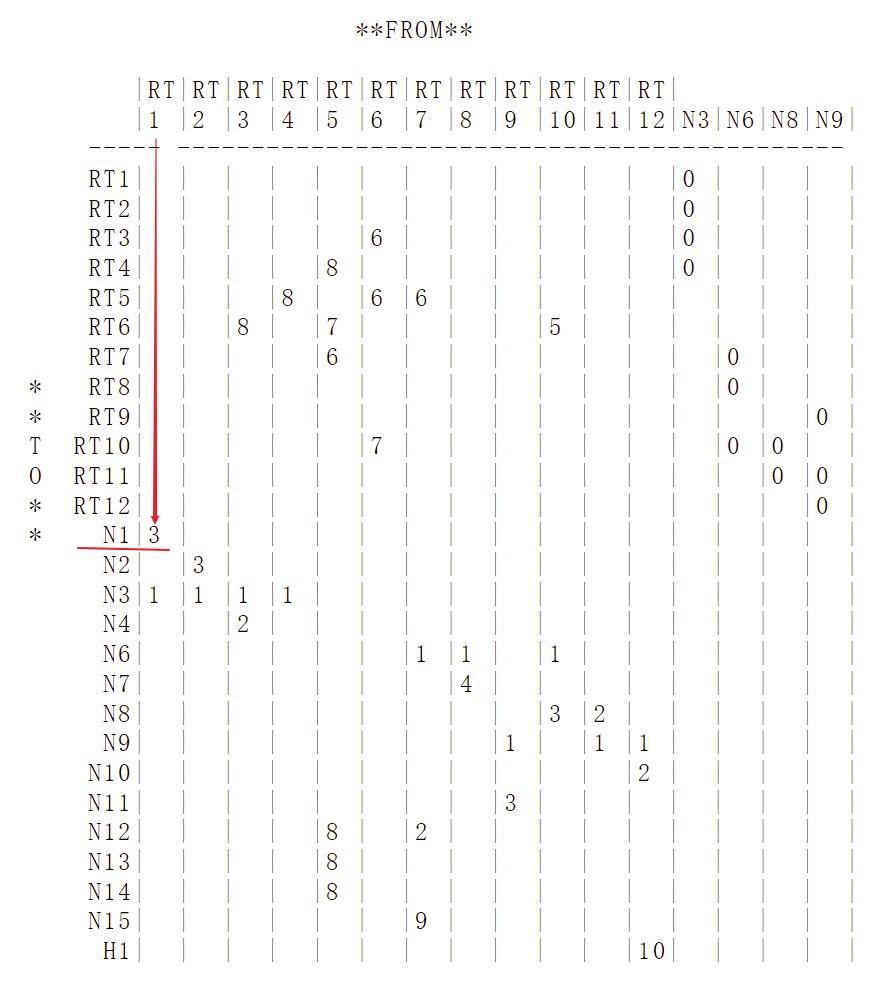 **FROM**
|RT|RT|RT|RT|RT|RT|RT|RT|RT|RT|RT|RT|
|1 |2 |3 |4 |5 |6 |7 |8 |9 |10|11|12|N3|N6|N8|N9|
----- ---------------------------------------------
RT1| | | | | | | | | | | | |0 | | | |
RT2| | | | | | | | | | | | |0 | | | |
RT3| | | | | |6 | | | | | | |0 | | | |
RT4| | | | |8 | | | | | | | |0 | | | |
RT5| | | |8 | |6 |6 | | | | | | | | | |
RT6| | |8 | |7 | | | | |5 | | | | | | |
RT7| | | | |6 | | | | | | | | |0 | | |
* RT8| | | | | | | | | | | | | |0 | | |
* RT9| | | | | | | | | | | | | | | |0 |
T RT10| | | | | |7 | | | | | | | |0 |0 | |
O RT11| | | | | | | | | | | | | | |0 |0 |
* RT12| | | | | | | | | | | | | | | |0 |
* N1|3 | | | | | | | | | | | | | | | |
N2| |3 | | | | | | | | | | | | | | |
N3|1 |1 |1 |1 | | | | | | | | | | | | |
N4| | |2 | | | | | | | | | | | | | |
N6| | | | | | |1 |1 | |1 | | | | | | |
N7| | | | | | | |4 | | | | | | | | |
N8| | | | | | | | | |3 |2 | | | | | |
N9| | | | | | | | |1 | |1 |1 | | | | |
N10| | | | | | | | | | | |2 | | | | |
N11| | | | | | | | |3 | | | | | | | |
N12| | | | |8 | |2 | | | | | | | | | |
N13| | | | |8 | | | | | | | | | | | |
N14| | | | |8 | | | | | | | | | | | |
N15| | | | | | |9 | | | | | | | | | |
H1| | | | | | | | | | | |10| | | | |